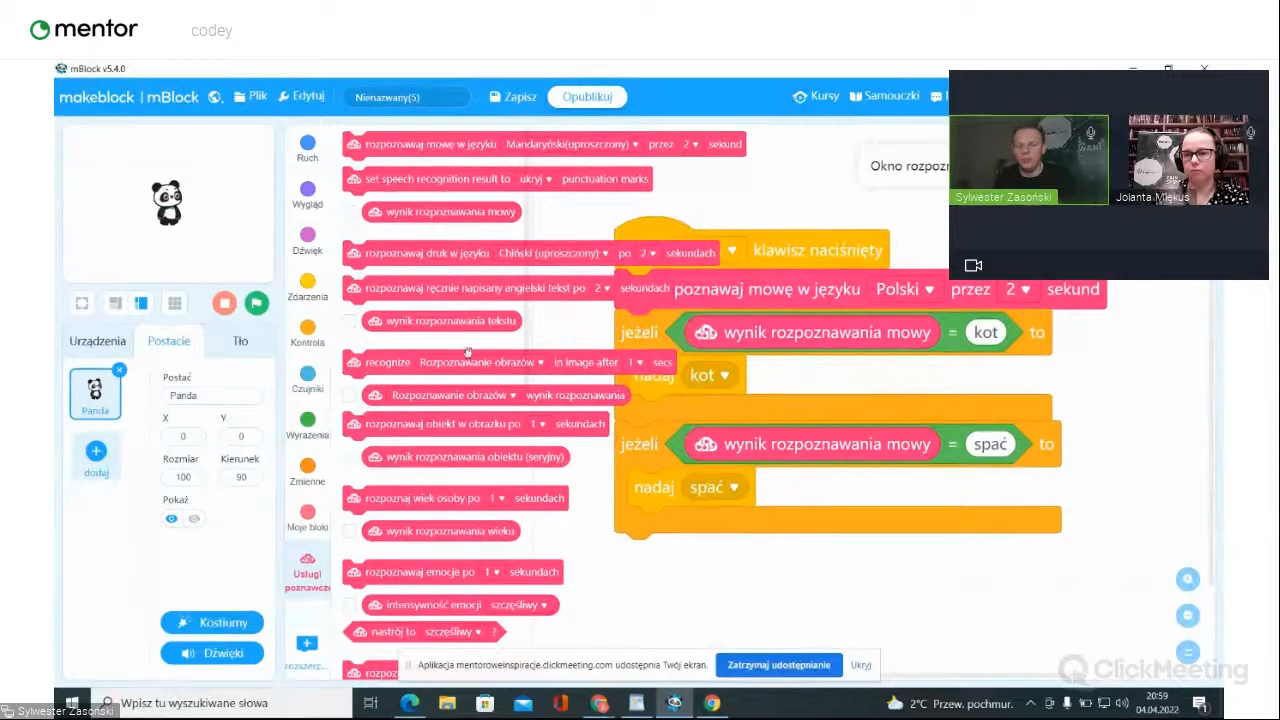 mentor
codey
mBlock v5.4.0
makeblock | mBlock
Plik
Edytuj
Nienazwany(5)
Zapisz
Opublikuj
Kursy
Samouczki
Okno rozpozn
Sylwester Zasoński
Jolanta Miękus
Ruch
Wygląd
Dźwięk
Zdarzenia
Kontrola
Czujniki
Wyrażenia
Zmienne
Moje bloki
Usługi
poznawcze
rozszerz...
rozpoznawaj mowę w języku Mandaryński(uproszczony) przez 2 sekund
set speech recognition result to ukryj punctuation marks
wynik rozpoznawania mowy
rozpoznawaj druk w języku Chiński (uproszczony) po 2 sekundach
rozpoznawaj ręcznie napisany angielski tekst po 2 sekundach
wynik rozpoznawania tekstu
recognize Rozpoznawanie obrazów in image after 1 secs
Rozpoznawanie obrazów wynik rozpoznawania
rozpoznawaj obiekt w obrazku po 1 sekundach
wynik rozpoznawania obiektu (seryjny)
rozpoznaj wiek osoby po 1 sekundach
wynik rozpoznawania wieku
rozpoznawaj emocje po 1 sekundach
intensywność emocji szczęśliwy
nastrój to szczęśliwy ?
klawisz naciśnięty
poznawaj mowę w języku Polski przez 2 sekund
jeżeli wynik rozpoznawania mowy = kot to
nadaj kot
jeżeli wynik rozpoznawania mowy = spać to
nadaj spać
Urządzenia
Postacie
Tło
Panda
dodaj
Postać
Panda
X Y
0 0
Rozmiar Kierunek
100 90
Pokaż
Kostiumy
Dźwięki
Aplikacja mentoroweinspiracje.clickmeeting.com udostępnia Twój ekran.
Zatrzymaj udostępnianie
Ukryj
ClickMeeting
Wpisz tu wyszukiwane słowa
2°C Przew. pochmur.
20:59
04.04.2022
Sylwester Zasoński